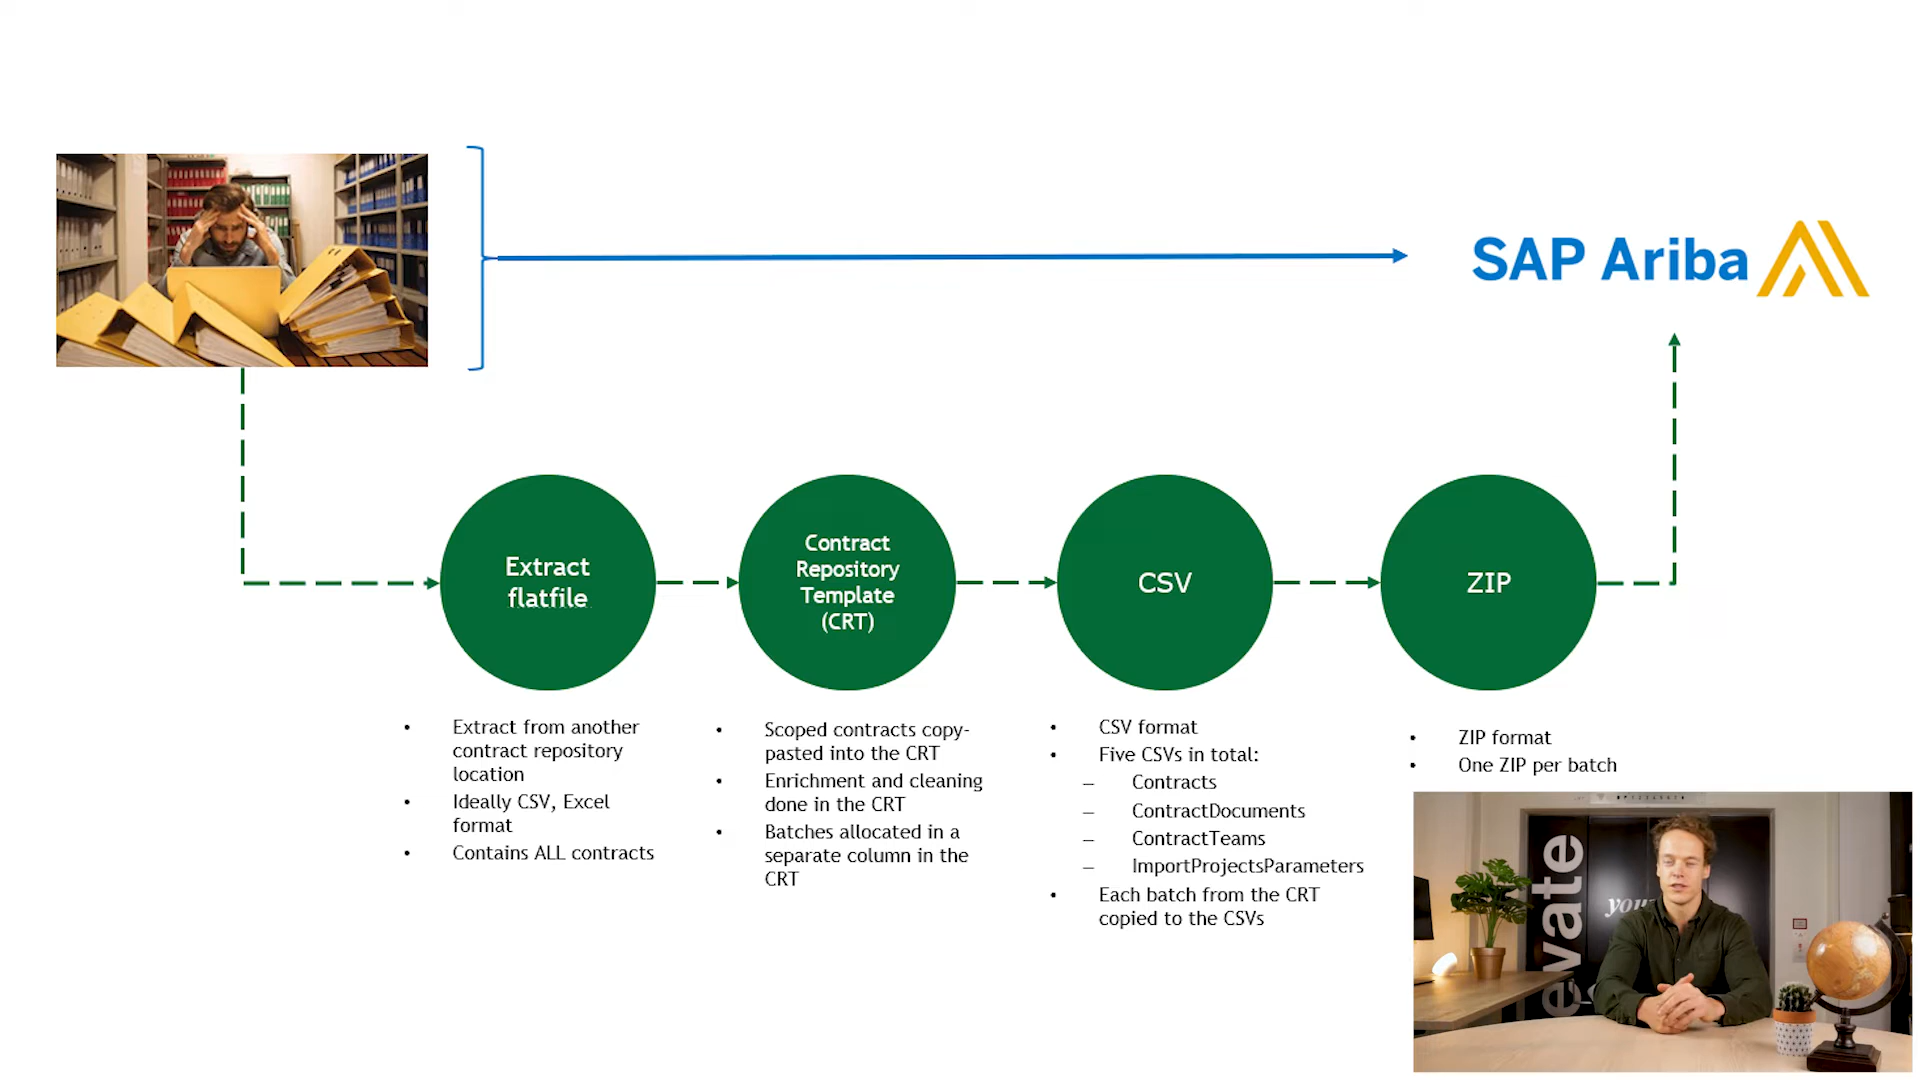 SAP Ariba
Extract
flatfile
Contract
Repository
Template
(CRT)
CSV
ZIP
• Extract from another
contract repository
location
• Ideally CSV, Excel
format
• Contains ALL contracts
• Scoped contracts copy-
pasted into the CRT
• Enrichment and cleaning
done in the CRT
• Batches allocated in a
separate column in the
CRT
• CSV format
• Five CSVs in total:
– Contracts
– ContractDocuments
– ContractTeams
– ImportProjectsParameters
• Each batch from the CRT
copied to the CSVs
• ZIP format
• One ZIP per batch
evate
you